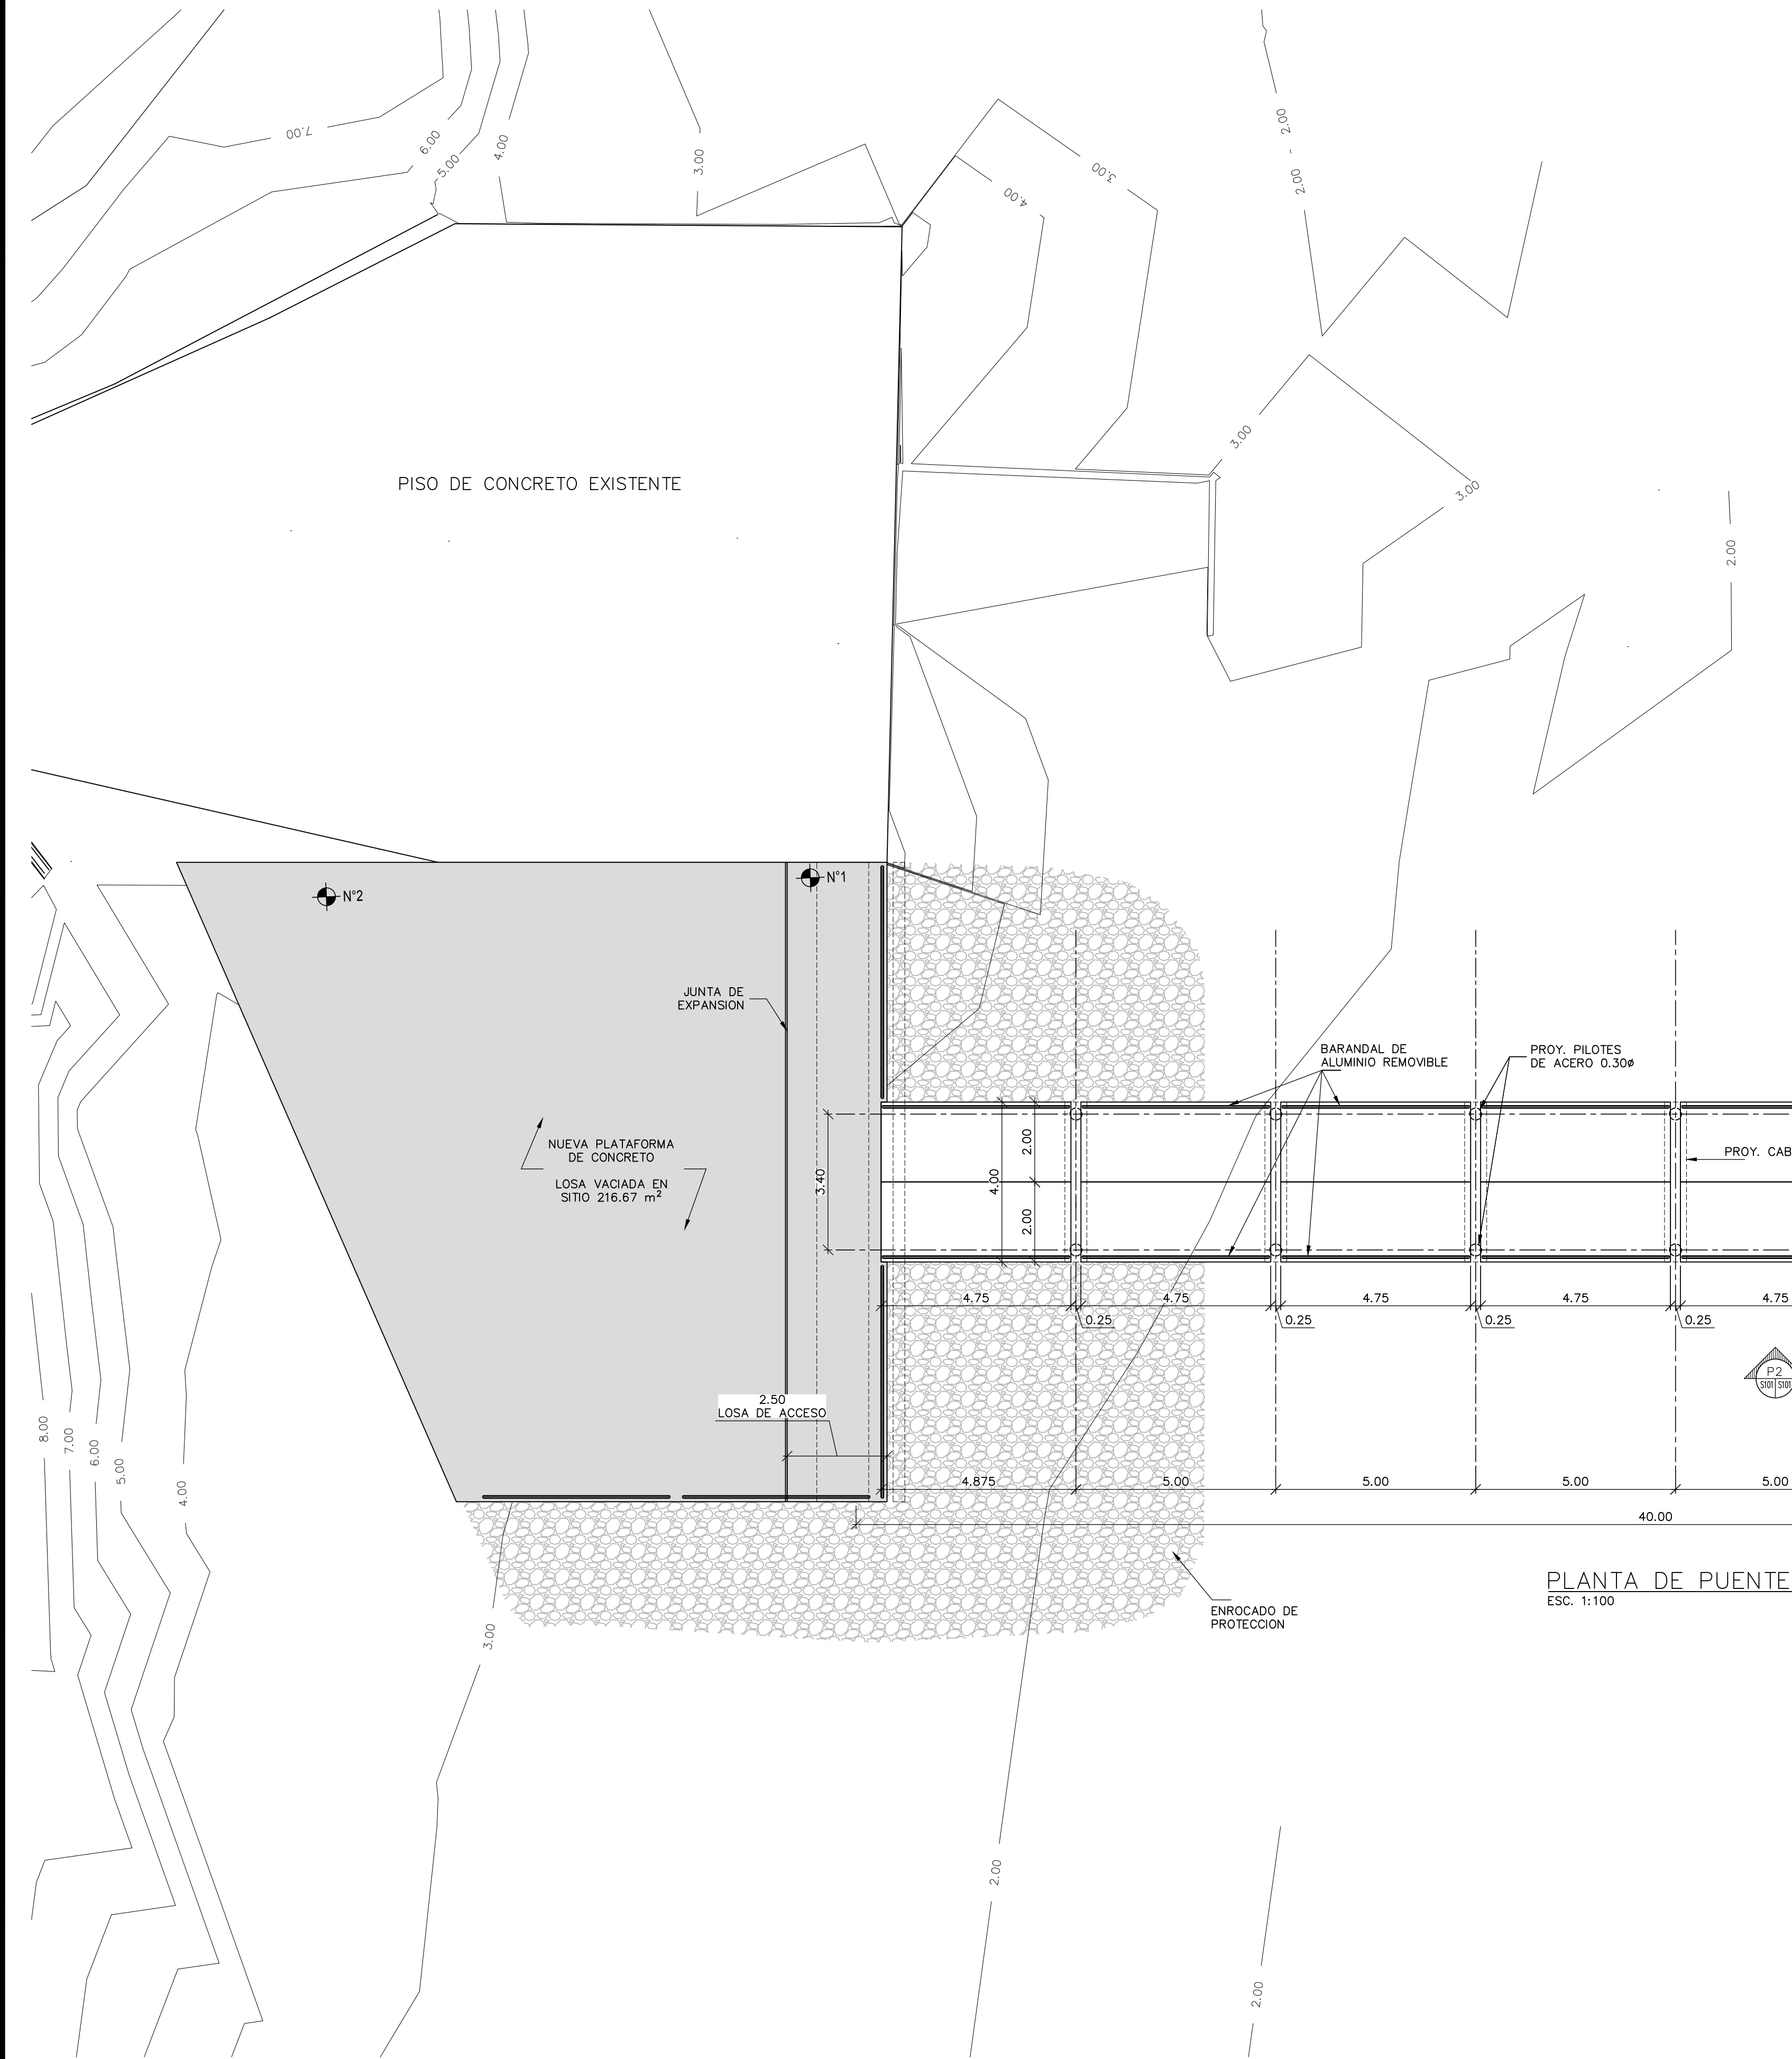 7.00
6.00
5.00
4.00
3.00
4.00
3.00
2.00
2.00
3.00
3.00
2.00
PISO DE CONCRETO EXISTENTE
N°2
N°1
JUNTA DE
EXPANSION
NUEVA PLATAFORMA
DE CONCRETO
LOSA VACIADA EN
SITIO 216.67 m²
3.40
4.00
2.00
2.00
BARANDAL DE
ALUMINIO REMOVIBLE
PROY. PILOTES
DE ACERO 0.30ø
PROY. CAB
4.75
4.75
4.75
4.75
4.75
0.25
0.25
0.25
0.25
P2
S101 S101
2.50
LOSA DE ACCESO
8.00
7.00
6.00
5.00
4.00
4.875
5.00
5.00
5.00
5.00
40.00
PLANTA DE PUENTE
ESC. 1:100
ENROCADO DE
PROTECCION
3.00
2.00
2.00